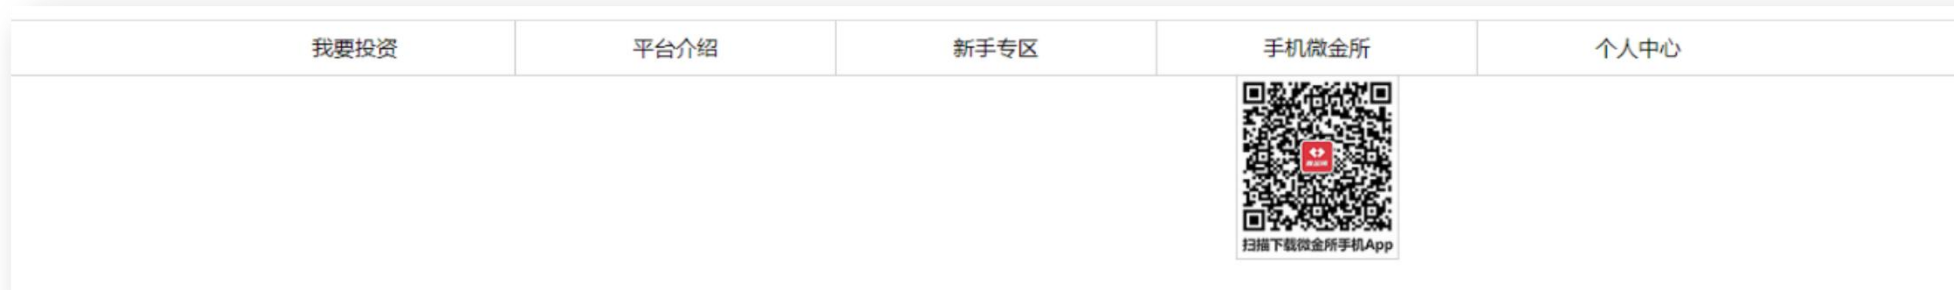 我要投资
平台介绍
新手专区
手机微金所
个人中心
扫描下载微金所手机App